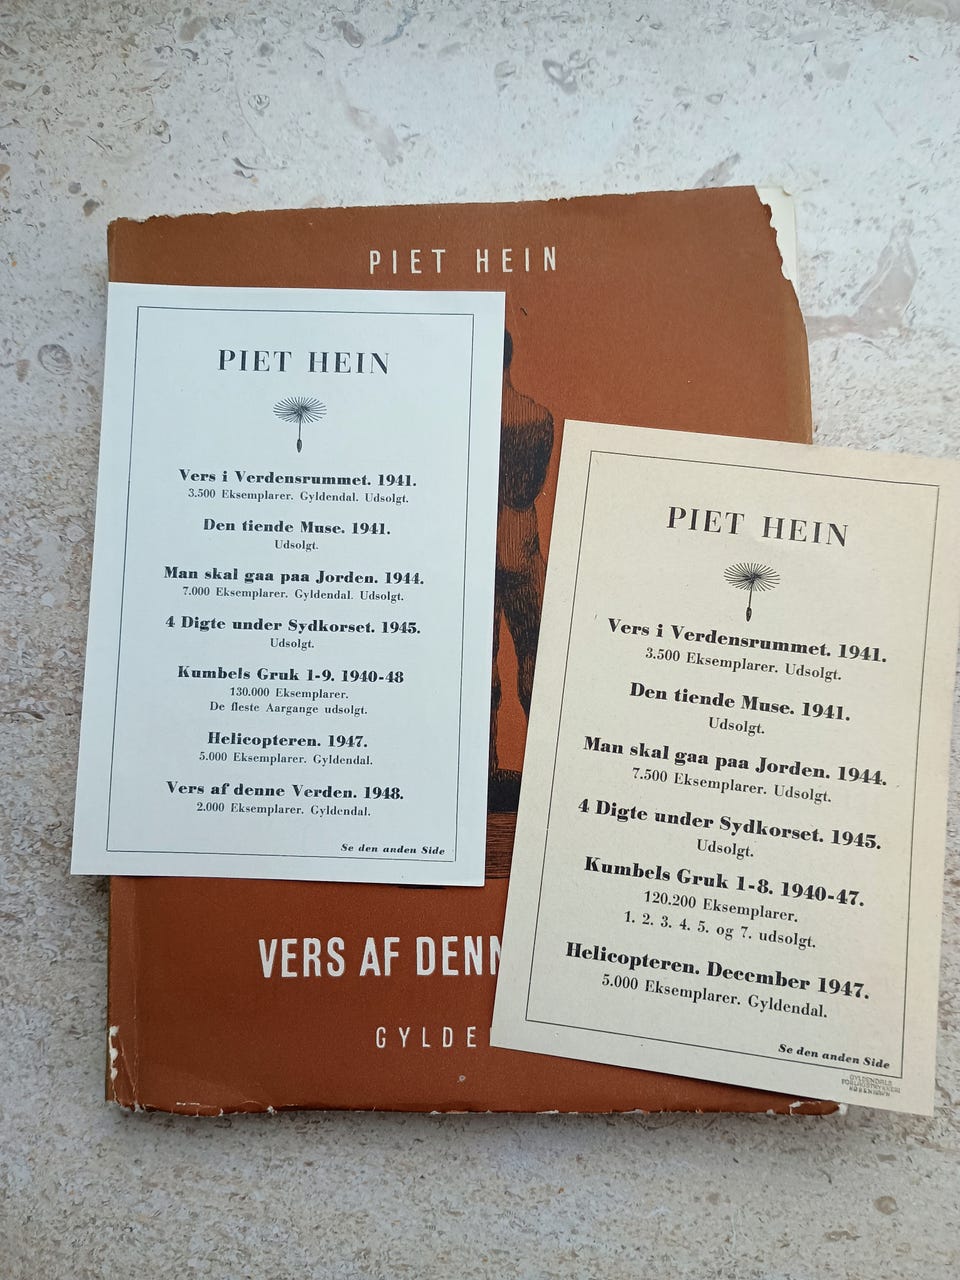 PIET HEIN
PIET HEIN
Vers i Verdensrummet. 1941.
3.500 Eksemplarer. Gyldendal. Udsolgt.
Den tiende Muse. 1941.
Udsolgt.
Man skal gaa paa Jorden. 1944.
7.000 Eksemplarer. Gyldendal. Udsolgt.
4 Digte under Sydkorset. 1945.
Udsolgt.
Kumbels Gruk 1-9. 1940-48
130.000 Eksemplarer.
De fleste Aargange udsolgt.
Helicopteren. 1947.
5.000 Eksemplarer. Gyldendal.
Vers af denne Verden. 1948.
2.000 Eksemplarer. Gyldendal.
Se den anden Side
PIET HEIN
Vers i Verdensrummet. 1941.
3.500 Eksemplarer. Udsolgt.
Den tiende Muse. 1941.
Udsolgt.
Man skal gaa paa Jorden. 1944.
7.500 Eksemplarer. Udsolgt.
4 Digte under Sydkorset. 1945.
Udsolgt.
Kumbels Gruk 1-8. 1940-47.
120.200 Eksemplarer.
1. 2. 3. 4. 5. og 7. udsolgt.
Helicopteren. December 1947.
5.000 Eksemplarer. Gyldendal.
Se den anden Side
GYLDENDALS
FORLAGSTRYKKERI
KØBENHAVN
VERS AF DENN
GYLDE